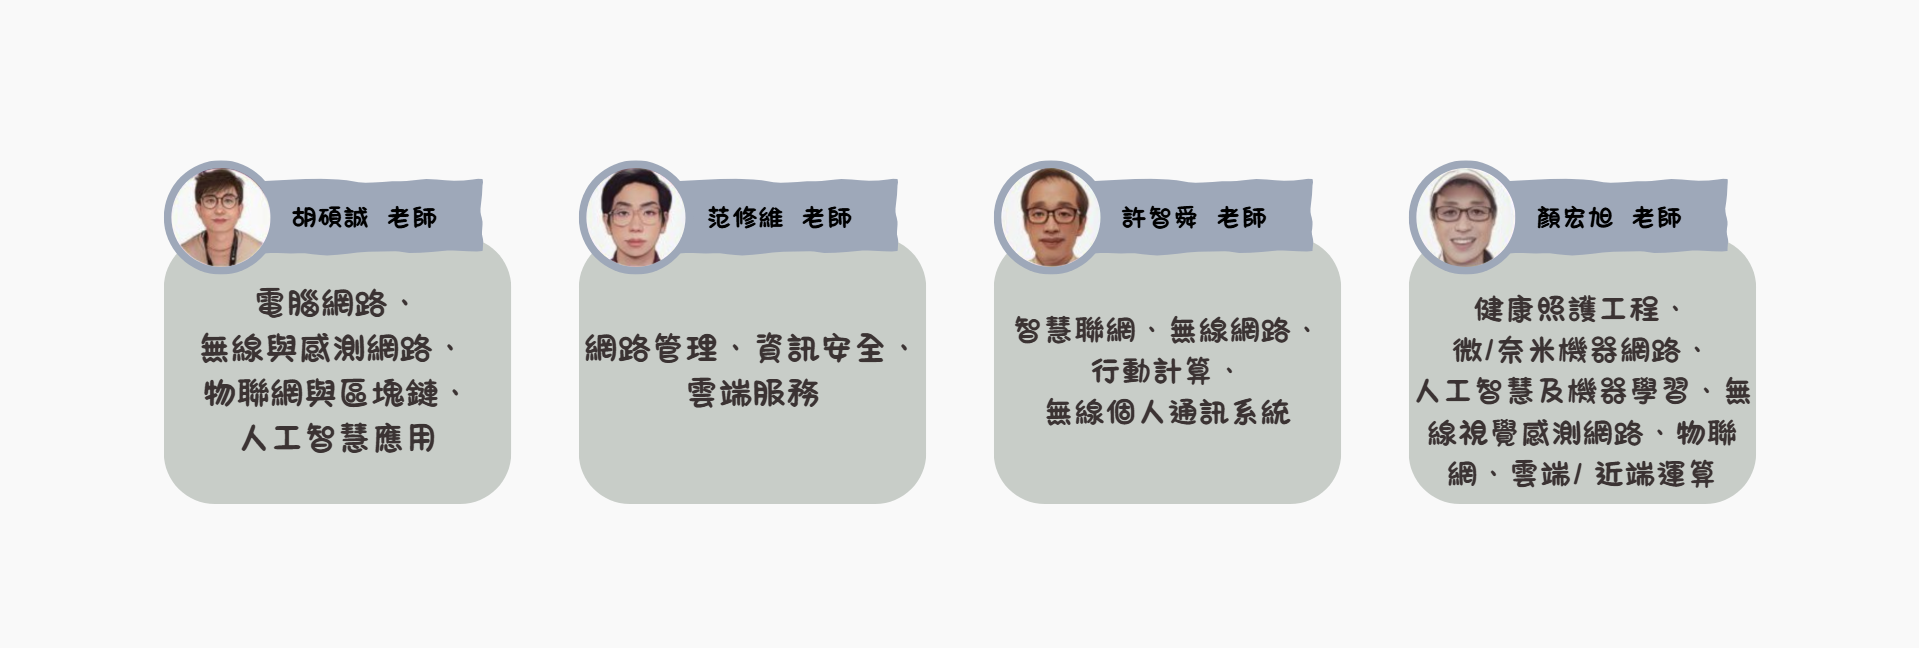 胡碩誠 老師
電腦網路、
無線與感測網路、
物聯網與區塊鏈、
人工智慧應用
范修維 老師
網路管理、資訊安全、
雲端服務
許智舜 老師
智慧聯網、無線網路、
行動計算、
無線個人通訊系統
顏宏旭 老師
健康照護工程、
微/奈米機器網路、
人工智慧及機器學習、無
線視覺感測網路、物聯
網、雲端/ 近端運算